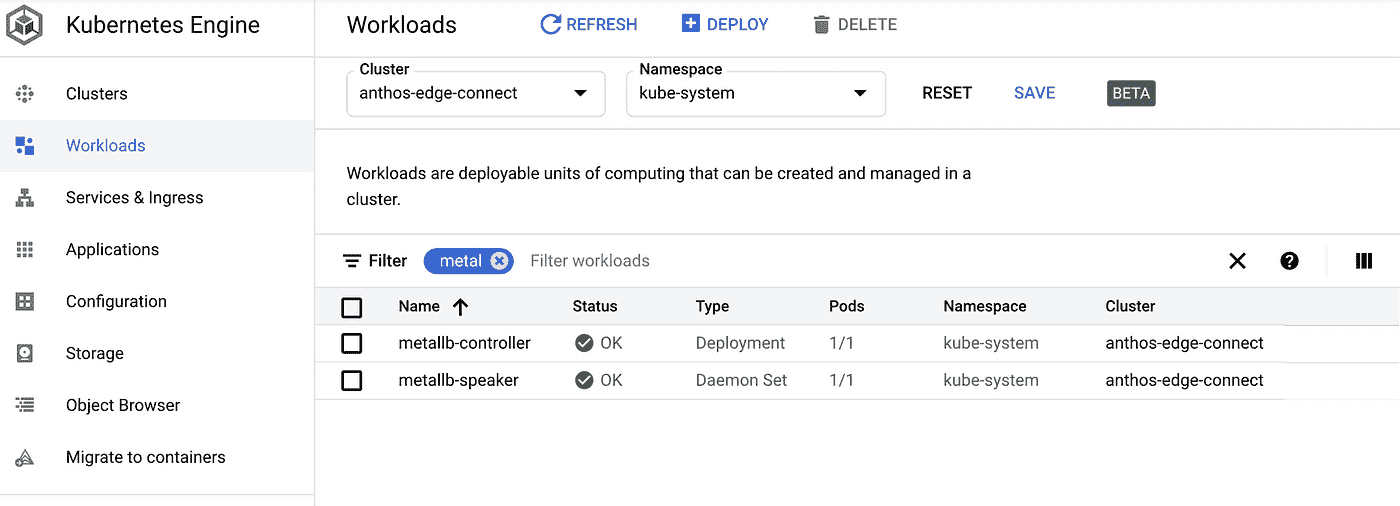 Kubernetes Engine
Workloads
REFRESH
DEPLOY
DELETE
Clusters
Workloads
Services & Ingress
Applications
Configuration
Storage
Object Browser
Migrate to containers
Cluster
anthos-edge-connect
Namespace
kube-system
RESET
SAVE
BETA
Workloads are deployable units of computing that can be created and managed in a
cluster.
Filter metal Filter workloads
Name Status Type Pods Namespace Cluster
metallb-controller OK Deployment 1/1 kube-system anthos-edge-connect
metallb-speaker OK Daemon Set 1/1 kube-system anthos-edge-connect